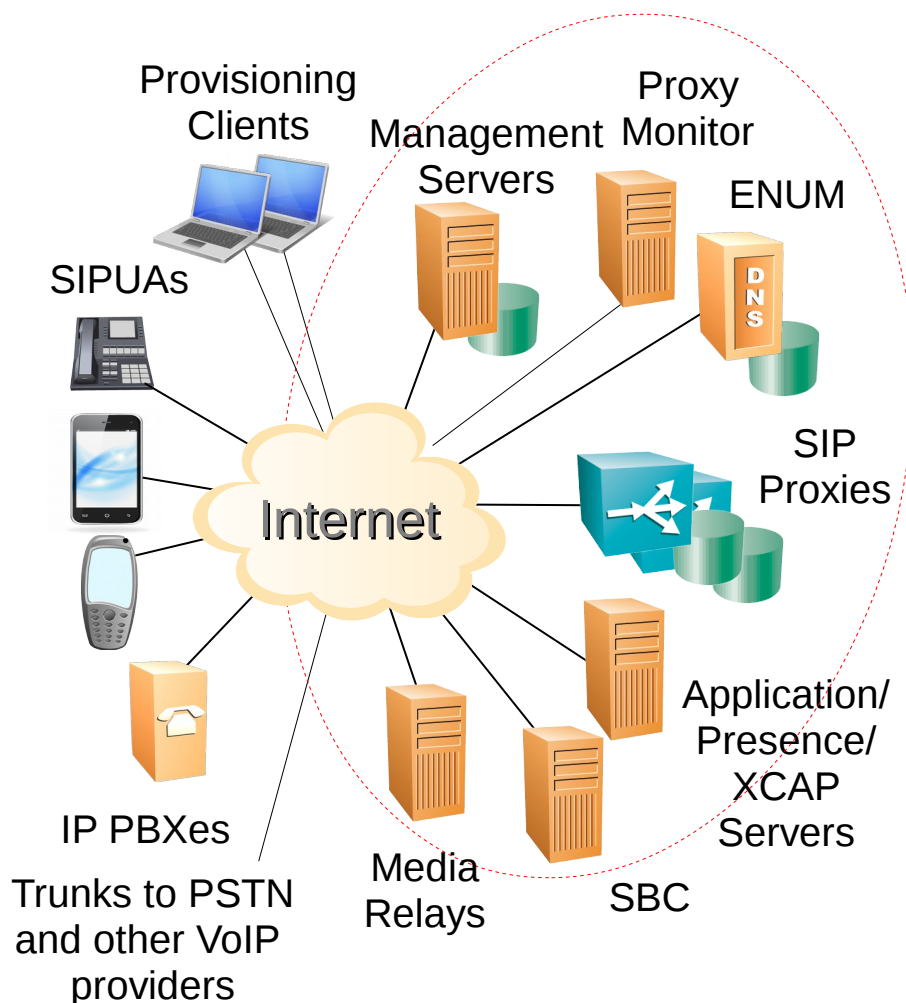 Provisioning
Clients
Proxy
Monitor
Management
Servers
ENUM
SIPUAs
DNS
SIP
Proxies
Internet
Application/
Presence/
XCAP
Servers
IP PBXes
Media
Relays
SBC
Trunks to PSTN
and other VoIP
providers